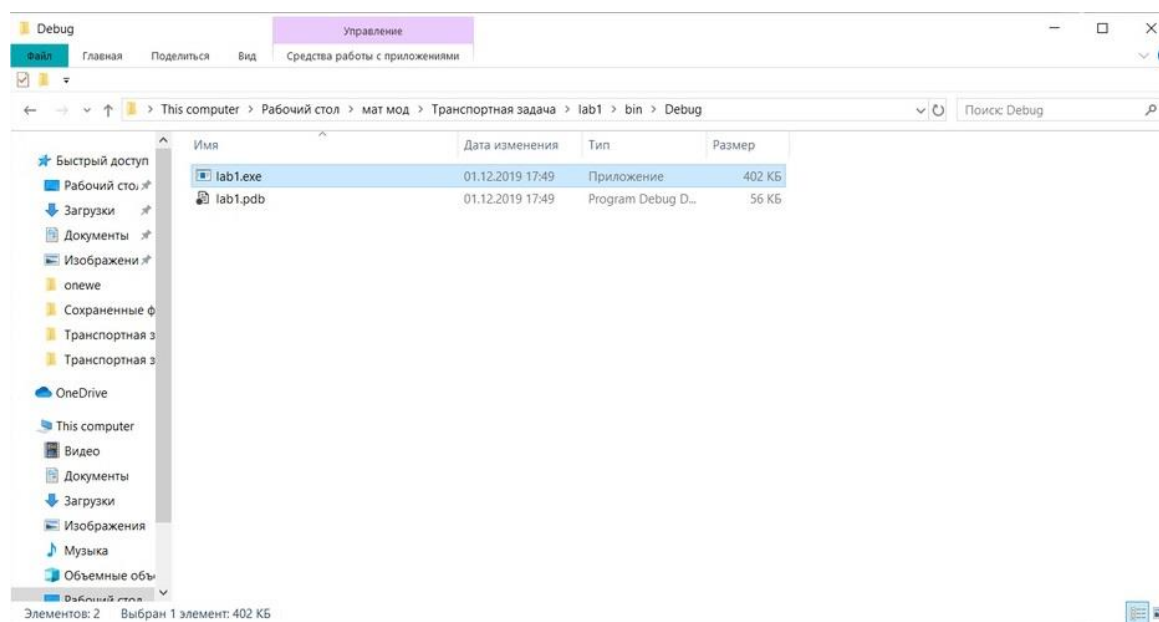 Debug
Управление
Файл Главная Поделиться Вид Средства работы с приложениями
This computer > Рабочий стол > мат мод > Транспортная задача > lab1 > bin > Debug
Поиск: Debug
Имя Дата изменения Тип Размер
lab1.exe 01.12.2019 17:49 Приложение 402 КБ
lab1.pdb 01.12.2019 17:49 Program Debug D... 56 КБ
Быстрый доступ
Рабочий сто
Загрузки
Документы
Изображени
onewe
Сохраненные ф
Транспортная з
Транспортная з
OneDrive
This computer
Видео
Документы
Загрузки
Изображения
Музыка
Объемные объ
Рабочий стол
Элементов: 2 Выбран 1 элемент: 402 КБ